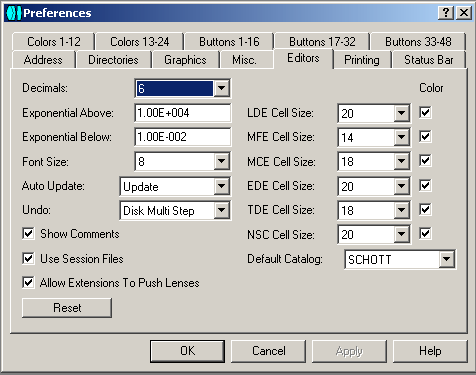 Preferences
Colors 1-12 Colors 13-24 Buttons 1-16 Buttons 17-32 Buttons 33-48
Address Directories Graphics Misc. Editors Printing Status Bar
Decimals: 6 Color
Exponential Above: 1.00E+004 LDE Cell Size: 20
Exponential Below: 1.00E-002 MFE Cell Size: 14
Font Size: 8 MCE Cell Size: 18
Auto Update: Update EDE Cell Size: 20
Undo: Disk Multi Step TDE Cell Size: 18
Show Comments NSC Cell Size: 20
Use Session Files Default Catalog: SCHOTT
Allow Extensions To Push Lenses
Reset
OK Cancel Apply Help